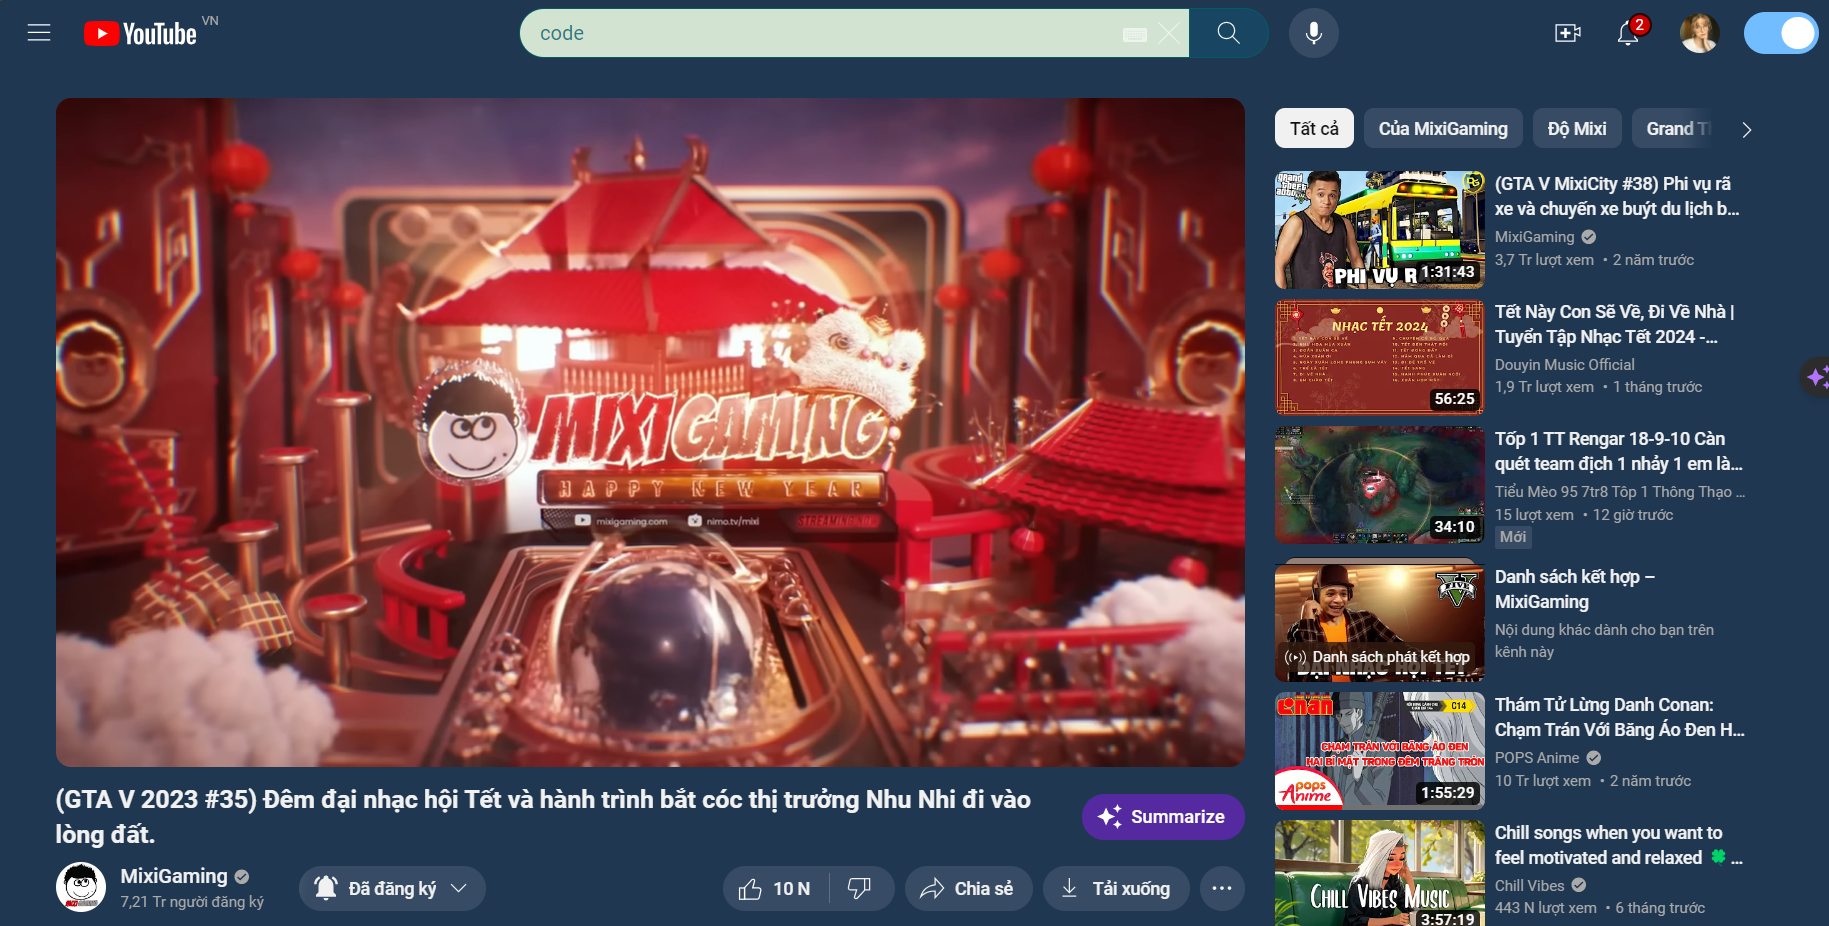 YouTube VN
code
2
MIXIGAMING
HAPPY NEW YEAR
mixigaming.com nimo.tv/mixi STREAMING NOW
(GTA V 2023 #35) Đêm đại nhạc hội Tết và hành trình bắt cóc thị trưởng Nhu Nhi đi vào
lòng đất.
Summarize
MixiGaming
7,21 Tr người đăng ký
Đã đăng ký
10 N
Chia sẻ
Tải xuống
Tất cả
Của MixiGaming
Độ Mixi
Grand T
grand theft auto
PHI VỤ R
1:31:43
(GTA V MixiCity #38) Phi vụ rã
xe và chuyến xe buýt du lịch b...
MixiGaming
3,7 Tr lượt xem • 2 năm trước
NHẠC TẾT 2024
56:25
Tết Này Con Sẽ Về, Đi Về Nhà |
Tuyển Tập Nhạc Tết 2024 -...
Douyin Music Official
1,9 Tr lượt xem • 1 tháng trước
34:10
Tốp 1 TT Rengar 18-9-10 Càn
quét team địch 1 nhảy 1 em là...
Tiểu Mèo 95 7tr8 Tôp 1 Thông Thạo ...
15 lượt xem • 12 giờ trước
Mới
FIVE
Danh sách phát kết hợp
Danh sách kết hợp –
MixiGaming
Nội dung khác dành cho bạn trên
kênh này
Conan
C14
CHẠM TRÁN VỚI BĂNG ÁO ĐEN
HAI BÍ MẬT TRONG ĐÊM TRĂNG TRÒN
POPS Anime
1:55:29
Thám Tử Lừng Danh Conan:
Chạm Trán Với Băng Áo Đen H...
POPS Anime
10 Tr lượt xem • 2 năm trước
CHILL VIBES MUSIC
3:57:19
Chill songs when you want to
feel motivated and relaxed 🍀 ...
Chill Vibes
443 N lượt xem • 6 tháng trước